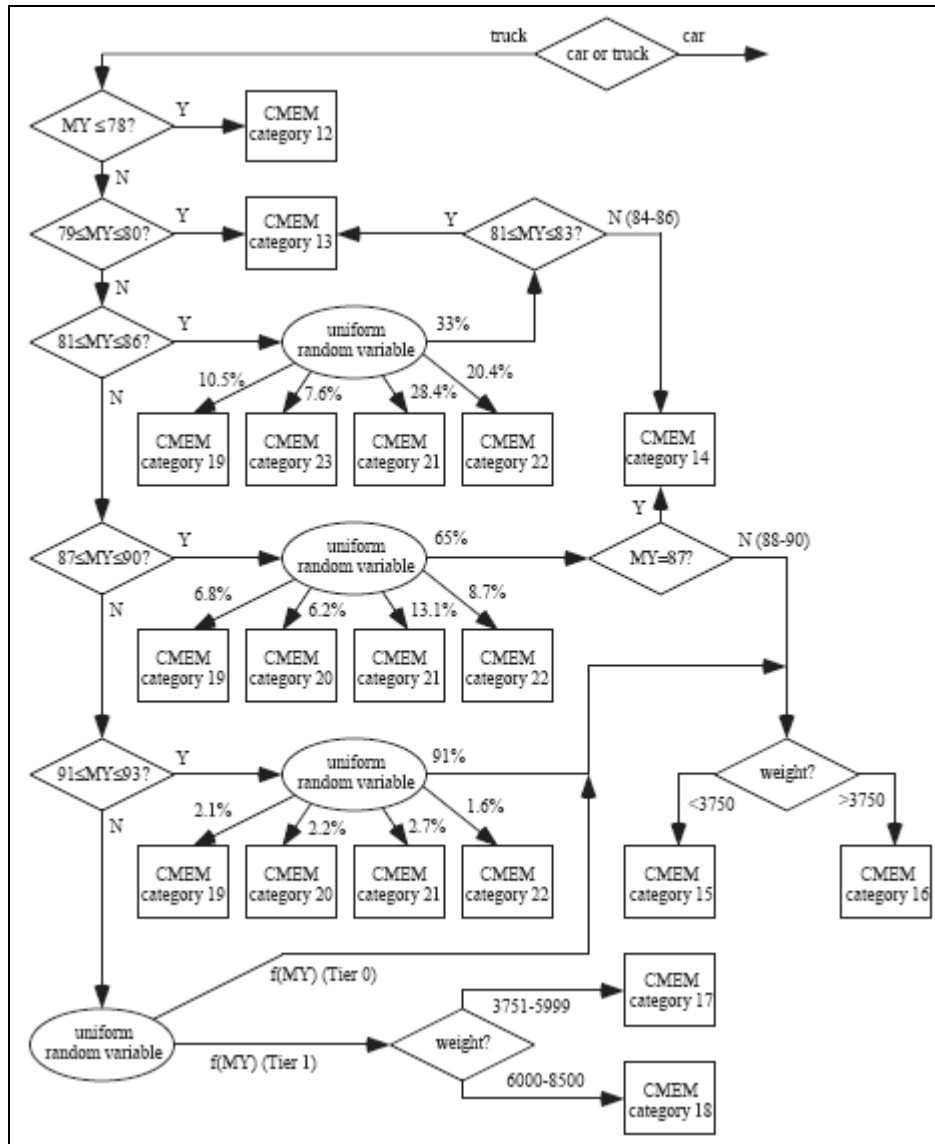 truck
car or truck
car
MY ≤78?
Y
CMEM
category 12
N
79≤MY≤80?
Y
CMEM
category 13
Y
81≤MY≤83?
N (84-86)
N
81≤MY≤86?
Y
uniform
random variable
33%
10.5%
7.6%
28.4%
20.4%
N
CMEM
category 19
CMEM
category 23
CMEM
category 21
CMEM
category 22
CMEM
category 14
Y
87≤MY≤90?
Y
uniform
random variable
65%
MY=87?
N (88-90)
6.8%
6.2%
13.1%
8.7%
N
CMEM
category 19
CMEM
category 20
CMEM
category 21
CMEM
category 22
91≤MY≤93?
Y
uniform
random variable
91%
weight?
<3750
>3750
2.1%
2.2%
2.7%
1.6%
N
CMEM
category 19
CMEM
category 20
CMEM
category 21
CMEM
category 22
CMEM
category 15
CMEM
category 16
f(MY) (Tier 0)
uniform
random variable
f(MY) (Tier 1)
weight?
3751-5999
CMEM
category 17
6000-8500
CMEM
category 18